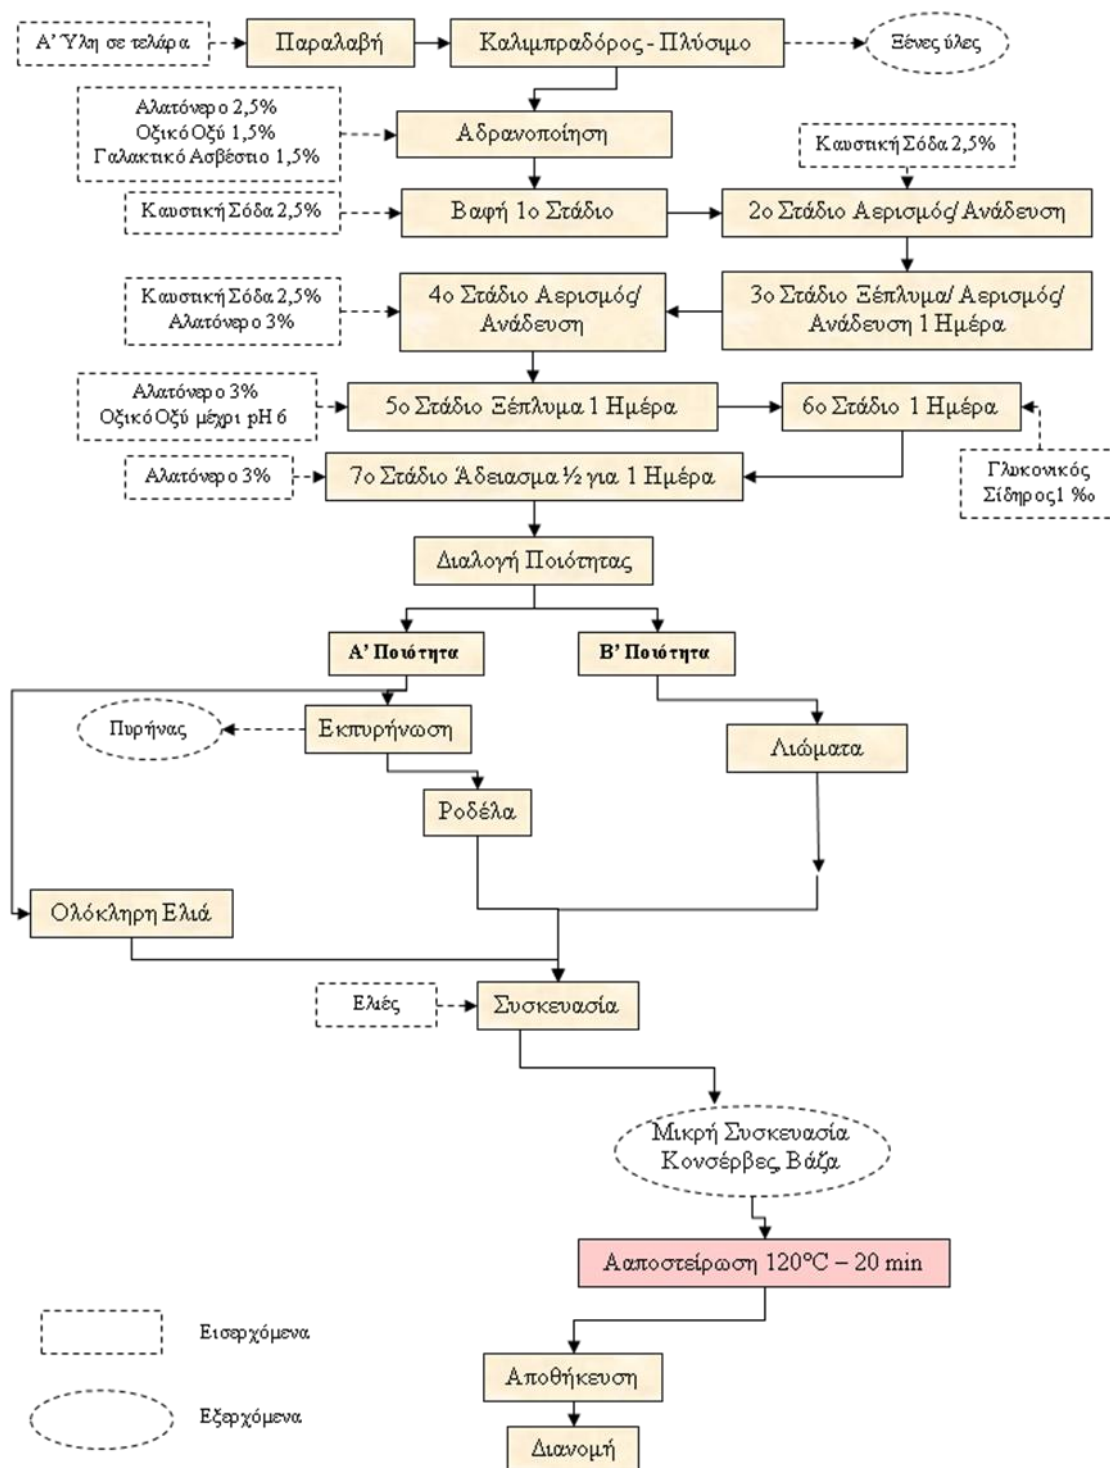 Α' Ύλη σε τελάρα
Παραλαβή
Καλιμπραδόρος - Πλύσιμο
Ξένες ύλες
Αλατόνερο 2,5%
Οξικό Οξύ 1,5%
Γαλακτικό Ασβέστιο 1,5%
Αδρανοποίηση
Καυστική Σόδα 2,5%
Καυστική Σόδα 2,5%
Βαφή 1ο Στάδιο
2ο Στάδιο Αερισμός/ Ανάδευση
Καυστική Σόδα 2,5%
Αλατόνερο 3%
4ο Στάδιο Αερισμός/
Ανάδευση
3ο Στάδιο Ξέπλυμα/ Αερισμός/
Ανάδευση 1 Ημέρα
Αλατόνερο 3%
Οξικό Οξύ μέχρι pH 6
5ο Στάδιο Ξέπλυμα 1 Ημέρα
6ο Στάδιο 1 Ημέρα
Αλατόνερο 3%
7ο Στάδιο Άδειασμα ½ για 1 Ημέρα
Γλυκονικός
Σίδηρος1 ‰
Διαλογή Ποιότητας
Α' Ποιότητα
Β' Ποιότητα
Πυρήνας
Εκπυρήνωση
Λιώματα
Ροδέλα
Ολόκληρη Ελιά
Ελιές
Συσκευασία
Μικρή Συσκευασία
Κονσέρβες, Βάζα
Ααποστείρωση 120°C – 20 min
Εισερχόμενα
Αποθήκευση
Εξερχόμενα
Διανομή